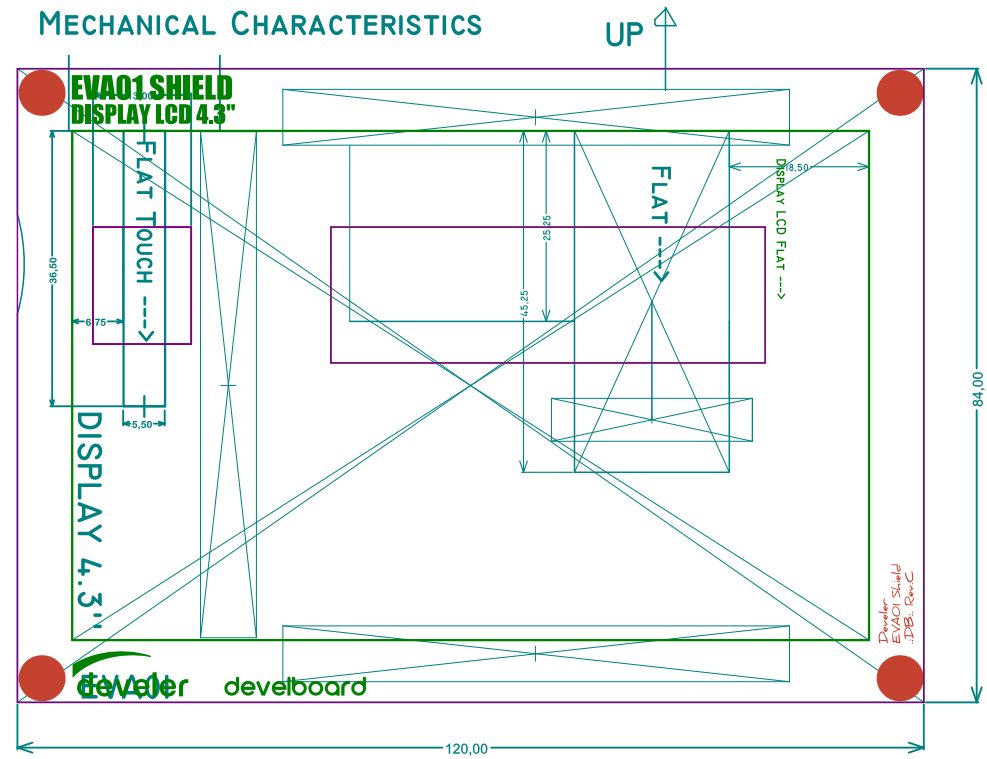 MECHANICAL CHARACTERISTICS
UP
EVA01 SHIELD
DISPLAY LCD 4.3"
FLAT TOUCH --->
FLAT --->
18,50
DISPLAY LCD FLAT --->
25,25
45,25
36,50
6,75
5,50
84,00
DISPLAY 4.3"
Develer
EVA01 Shield
.:DB:. Rev.C
EVA01
develer
develboard
120,00